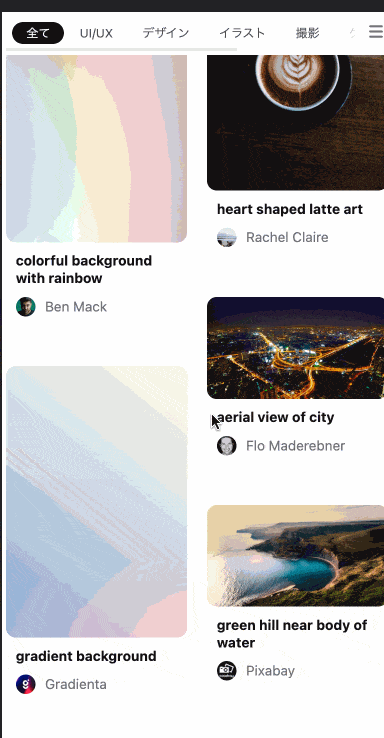 全て
UI/UX
デザイン
イラスト
撮影
colorful background
with rainbow
Ben Mack
gradient background
Gradienta
heart shaped latte art
Rachel Claire
aerial view of city
Flo Maderebner
green hill near body of
water
Pixabay